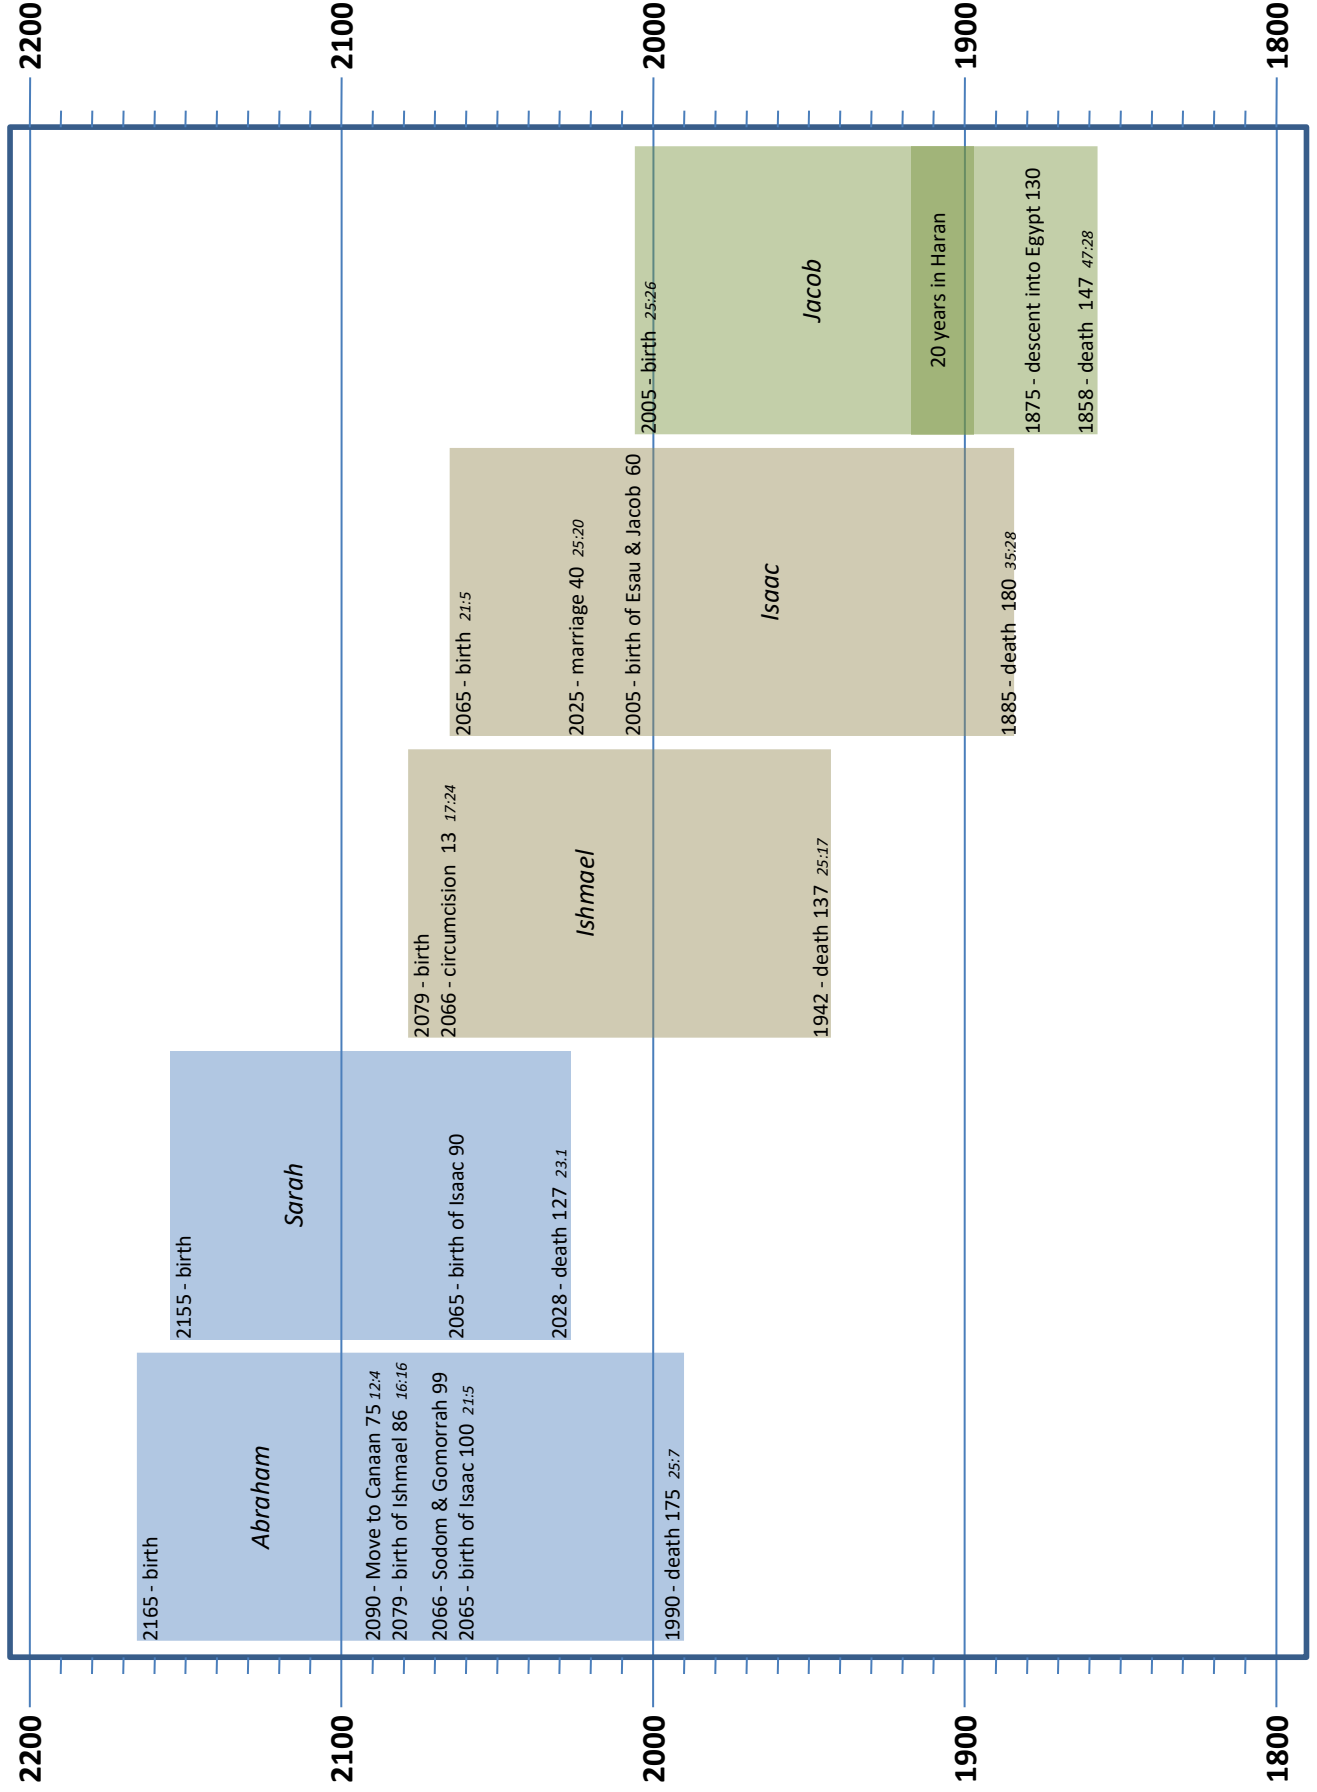 2200
2200
2165 - birth
Abraham
2155 - birth
Sarah
2100
2100
2090 - Move to Canaan 75 12:4
2079 - birth of Ishmael 86 16:16
2066 - Sodom & Gomorrah 99
2065 - birth of Isaac 100 21:5
1990 - death 175 25:7
2065 - birth of Isaac 90
2028 - death 127 23.1
2079 - birth
2066 - circumcision 13 17:24
Ishmael
1942 - death 137 25:17
2065 - birth 21:5
2025 - marriage 40 25:20
2005 - birth of Esau & Jacob 60
Isaac
1885 - death 180 35:28
2005 - birth 25:26
Jacob
20 years in Haran
1875 - descent into Egypt 130
1858 - death 147 47:28
2000
2000
1900
1900
1800
1800